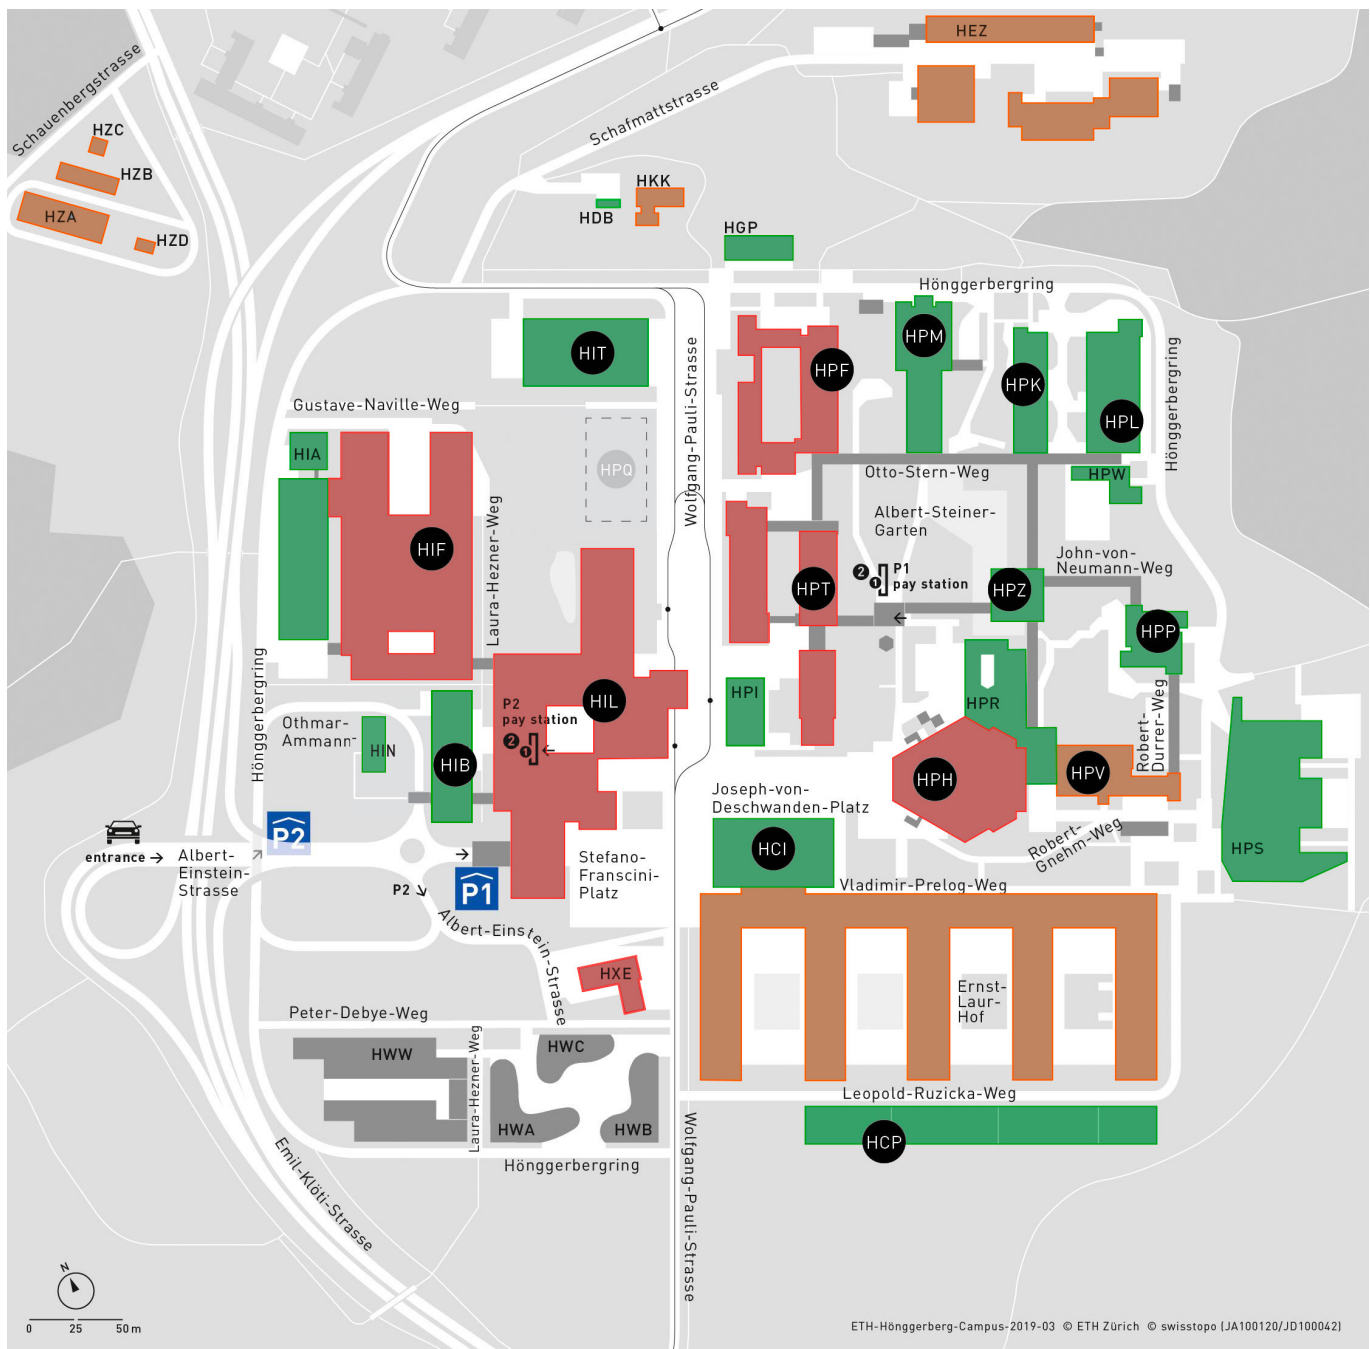 HEZ
Schauenbergstrasse
Schafmattstrasse
HZC
HZB
HZA
HZD
HKK
HDB
HGP
Hönggerbergring
HIT
HPF
HPM
HPK
HPL
Wolfgang-Pauli-Strasse
Hönggerbergring
Gustave-Naville-Weg
HIA
HPQ
Otto-Stern-Weg
HPW
HIF
Laura-Hezner-Weg
Albert-Steiner-
Garten
John-von-
Neumann-Weg
2
1
P1
pay station
HPT
HPZ
HPP
Hönggerbergring
HIL
HPI
HPR
Robert-
Durrer-Weg
P2
pay station
2
1
Othmar-
Ammann-
HIN
HIB
HPH
HPV
Joseph-von-
Deschwanden-Platz
HCI
Robert-
Gnehm-Weg
HPS
P2
entrance
Albert-
Einstein-
Strasse
P2
P1
Stefano-
Franscini-
Platz
Vladimir-Prelog-Weg
Albert-Einstein-Strasse
HXE
Ernst-
Laur-
Hof
Peter-Debye-Weg
HWW
Laura-Hezner-Weg
HWC
HWA
HWB
Leopold-Ruzicka-Weg
HCP
Hönggerbergring
Wolfgang-Pauli-Strasse
Emil-Klöti-Strasse
N
0 25 50 m
ETH-Hönggerberg-Campus-2019-03 © ETH Zürich © swisstopo (JA100120/JD100042)